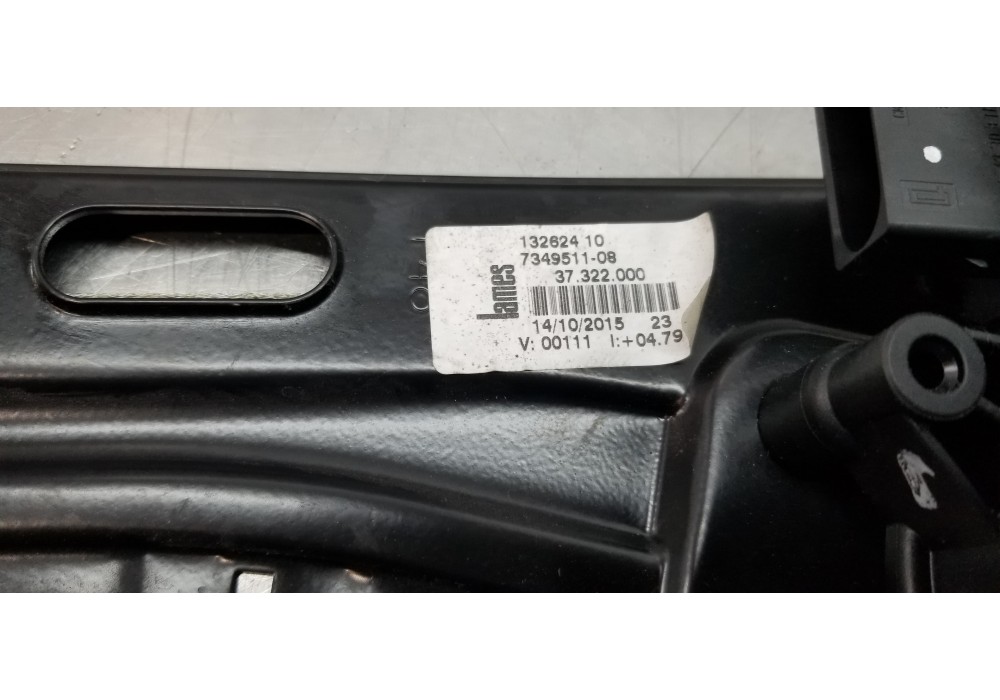 132624 10
7349511-08
37.322.000
lames
14/10/2015 23
V: 00111 I:+04.79